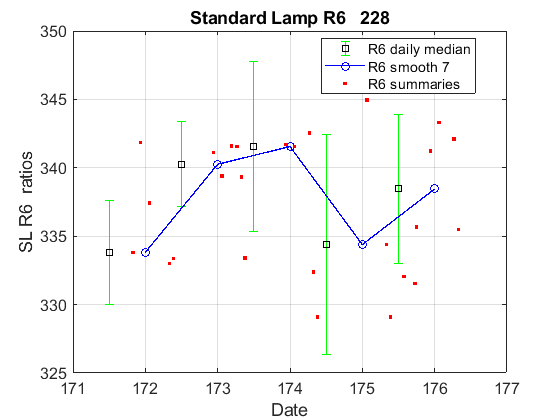 Standard Lamp R6 228
R6 daily median
R6 smooth 7
R6 summaries
SL R6 ratios
350
345
340
335
330
325
171 172 173 174 175 176 177
Date